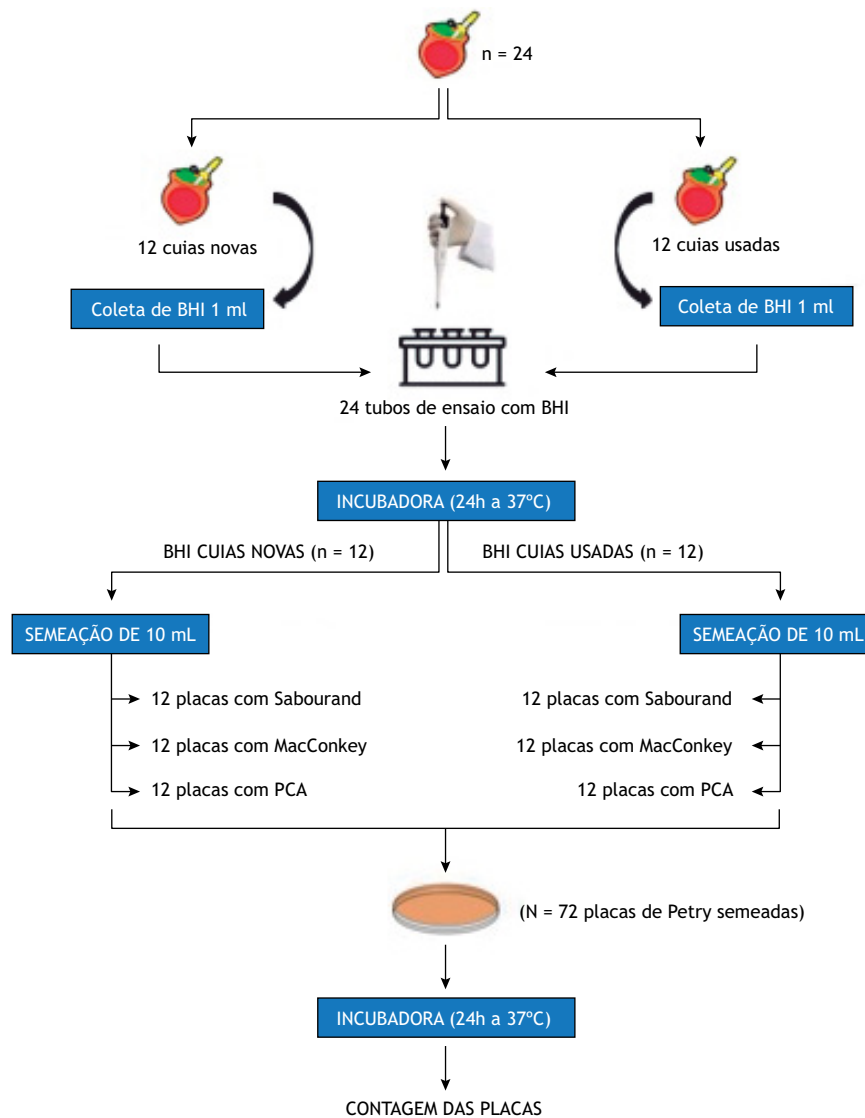 n = 24
12 cuias novas
12 cuias usadas
Coleta de BHI 1 ml
Coleta de BHI 1 ml
24 tubos de ensaio com BHI
INCUBADORA (24h a 37ºC)
BHI CUIAS NOVAS (n = 12)
BHI CUIAS USADAS (n = 12)
SEMEAÇÃO DE 10 mL
SEMEAÇÃO DE 10 mL
12 placas com Sabourand
12 placas com Sabourand
12 placas com MacConkey
12 placas com MacConkey
12 placas com PCA
12 placas com PCA
(N = 72 placas de Petry semeadas)
INCUBADORA (24h a 37ºC)
CONTAGEM DAS PLACAS